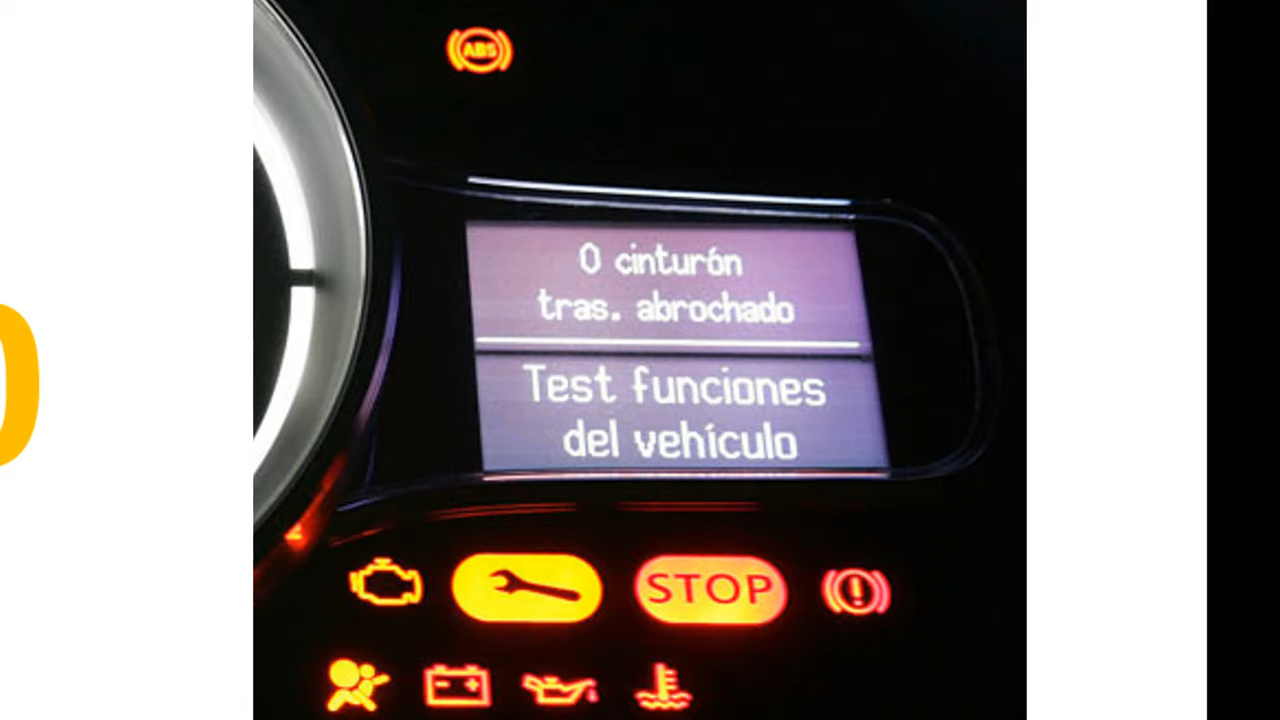 ABS
0 cinturón
tras. abrochado
Test funciones
del vehículo
STOP